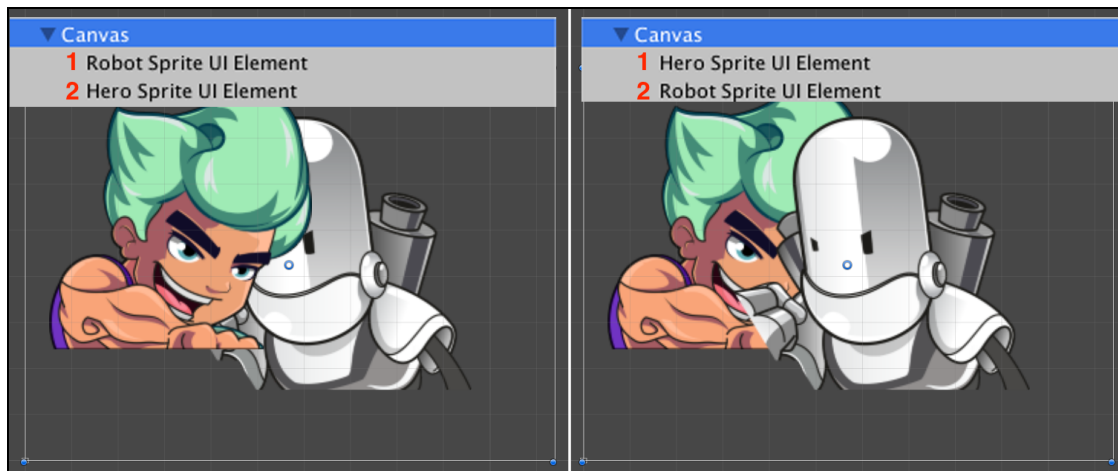 Canvas
1 Robot Sprite UI Element
2 Hero Sprite UI Element
Canvas
1 Hero Sprite UI Element
2 Robot Sprite UI Element